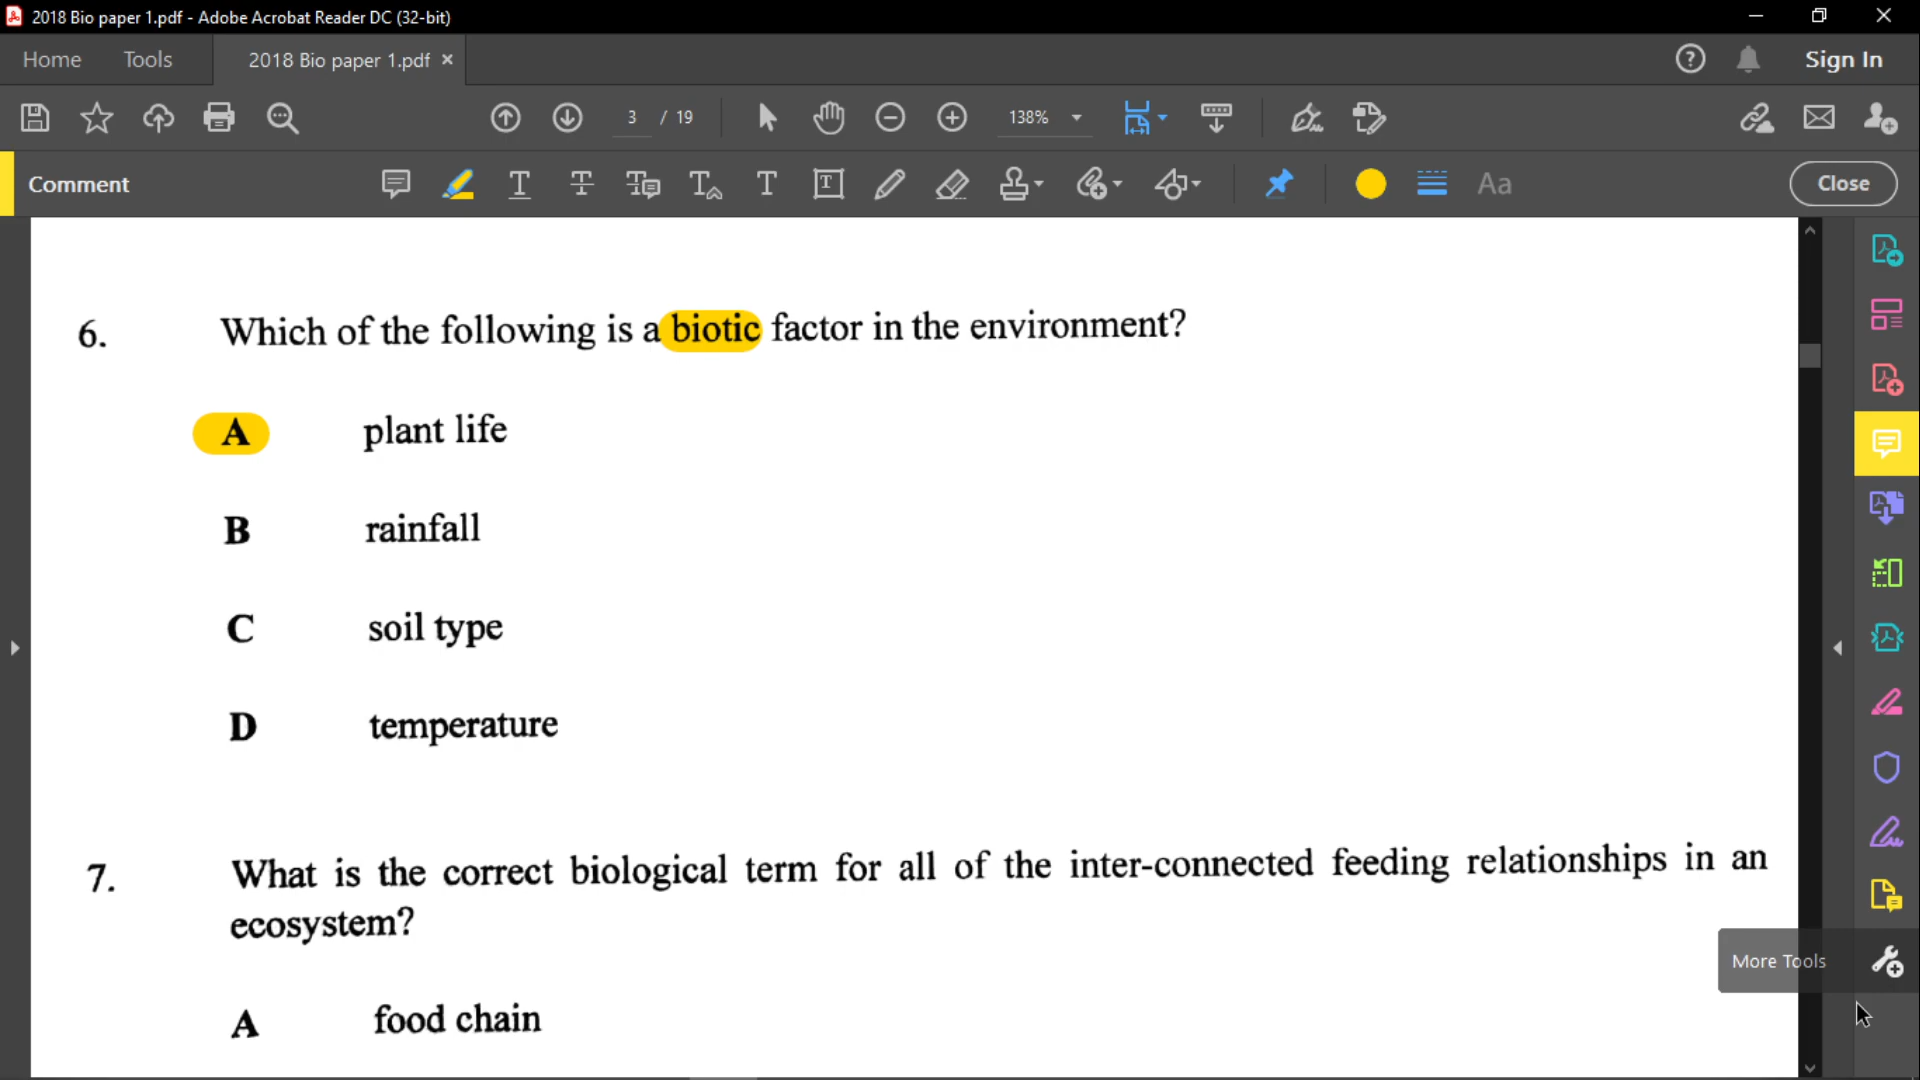 2018 Bio paper 1.pdf - Adobe Acrobat Reader DC (32-bit)
Home Tools 2018 Bio paper 1.pdf × Sign In
3 / 19 138%
Comment Aa Close
6. Which of the following is a biotic factor in the environment?
A plant life
B rainfall
C soil type
D temperature
7. What is the correct biological term for all of the inter-connected feeding relationships in an
ecosystem?
More Tools
A food chain